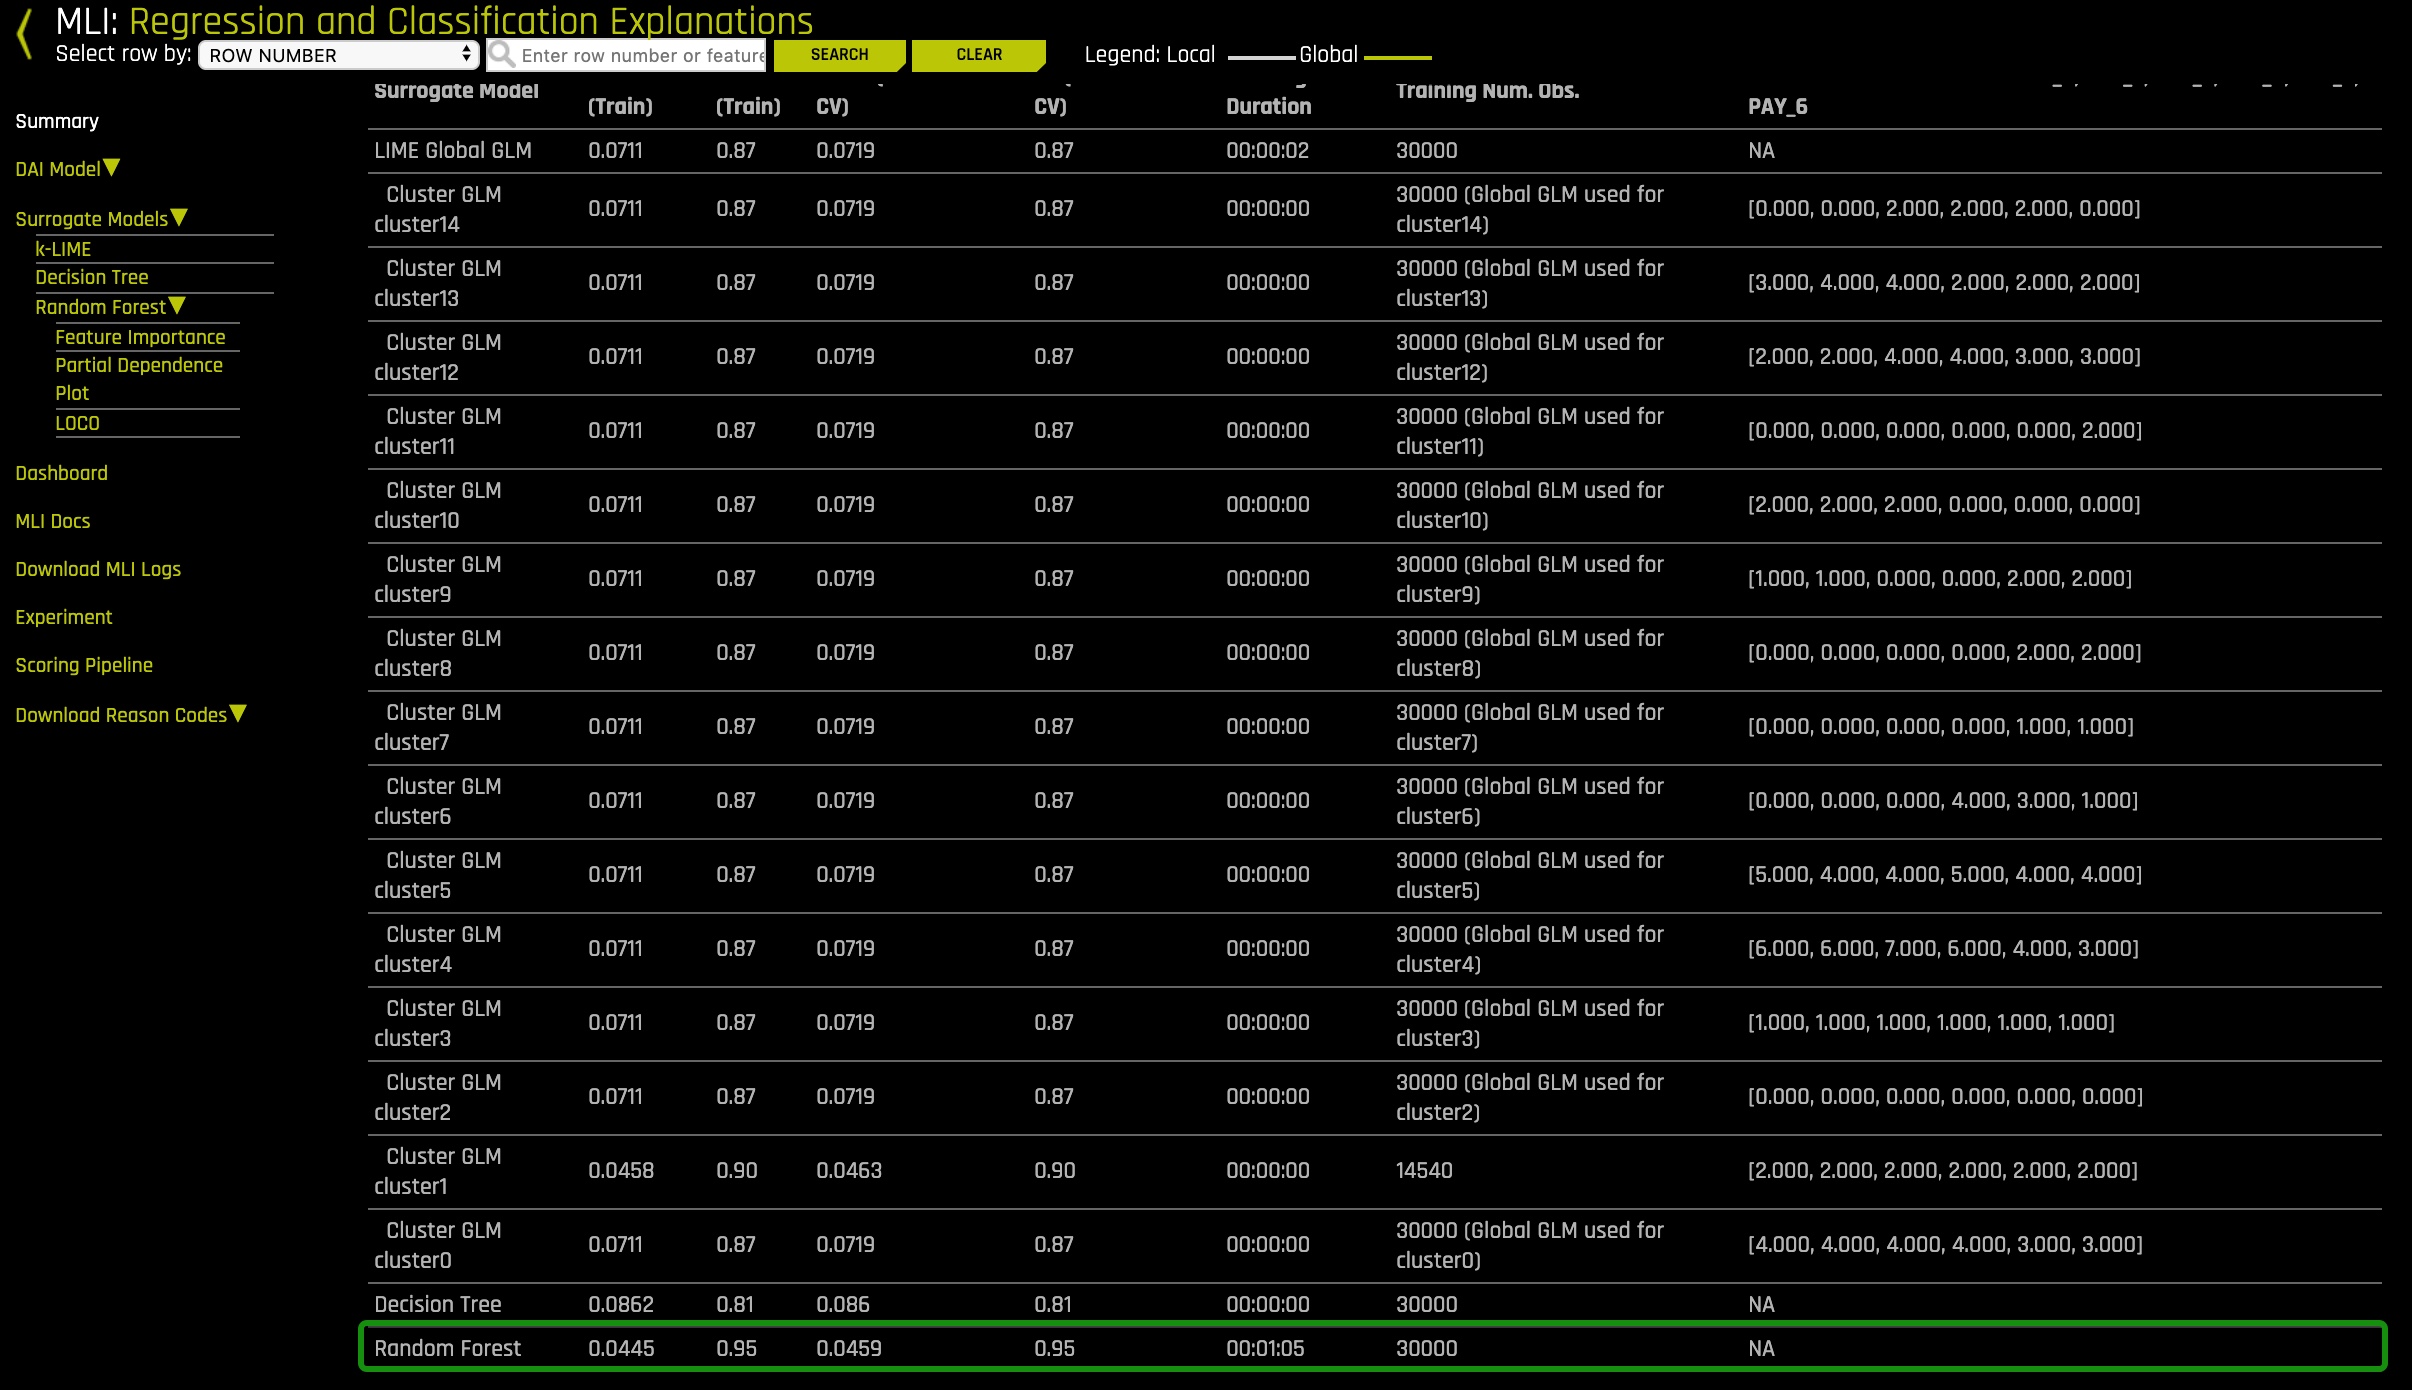 MLI: Regression and Classification Explanations
Select row by: ROW NUMBER Enter row number or feature SEARCH CLEAR Legend: Local Global
Summary
DAI Model
Surrogate Models
k-LIME
Decision Tree
Random Forest
Feature Importance
Partial Dependence
Plot
LOCO
Dashboard
MLI Docs
Download MLI Logs
Experiment
Scoring Pipeline
Download Reason Codes
Surrogate Model Training Num. Obs.
(Train) (Train) CV) CV) Duration PAY_6
LIME Global GLM 0.0711 0.87 0.0719 0.87 00:00:02 30000 NA
Cluster GLM 30000 (Global GLM used for
cluster14 0.0711 0.87 0.0719 0.87 00:00:00 cluster14) [0.000, 0.000, 2.000, 2.000, 2.000, 0.000]
Cluster GLM 30000 (Global GLM used for
cluster13 0.0711 0.87 0.0719 0.87 00:00:00 cluster13) [3.000, 4.000, 4.000, 2.000, 2.000, 2.000]
Cluster GLM 30000 (Global GLM used for
cluster12 0.0711 0.87 0.0719 0.87 00:00:00 cluster12) [2.000, 2.000, 4.000, 4.000, 3.000, 3.000]
Cluster GLM 30000 (Global GLM used for
cluster11 0.0711 0.87 0.0719 0.87 00:00:00 cluster11) [0.000, 0.000, 0.000, 0.000, 0.000, 2.000]
Cluster GLM 30000 (Global GLM used for
cluster10 0.0711 0.87 0.0719 0.87 00:00:00 cluster10) [2.000, 2.000, 2.000, 0.000, 0.000, 0.000]
Cluster GLM 30000 (Global GLM used for
cluster9 0.0711 0.87 0.0719 0.87 00:00:00 cluster9) [1.000, 1.000, 0.000, 0.000, 2.000, 2.000]
Cluster GLM 30000 (Global GLM used for
cluster8 0.0711 0.87 0.0719 0.87 00:00:00 cluster8) [0.000, 0.000, 0.000, 0.000, 2.000, 2.000]
Cluster GLM 30000 (Global GLM used for
cluster7 0.0711 0.87 0.0719 0.87 00:00:00 cluster7) [0.000, 0.000, 0.000, 0.000, 1.000, 1.000]
Cluster GLM 30000 (Global GLM used for
cluster6 0.0711 0.87 0.0719 0.87 00:00:00 cluster6) [0.000, 0.000, 0.000, 4.000, 3.000, 1.000]
Cluster GLM 30000 (Global GLM used for
cluster5 0.0711 0.87 0.0719 0.87 00:00:00 cluster5) [5.000, 4.000, 4.000, 5.000, 4.000, 4.000]
Cluster GLM 30000 (Global GLM used for
cluster4 0.0711 0.87 0.0719 0.87 00:00:00 cluster4) [6.000, 6.000, 7.000, 6.000, 4.000, 3.000]
Cluster GLM 30000 (Global GLM used for
cluster3 0.0711 0.87 0.0719 0.87 00:00:00 cluster3) [1.000, 1.000, 1.000, 1.000, 1.000, 1.000]
Cluster GLM 30000 (Global GLM used for
cluster2 0.0711 0.87 0.0719 0.87 00:00:00 cluster2) [0.000, 0.000, 0.000, 0.000, 0.000, 0.000]
Cluster GLM
cluster1 0.0458 0.90 0.0463 0.90 00:00:00 14540 [2.000, 2.000, 2.000, 2.000, 2.000, 2.000]
Cluster GLM 30000 (Global GLM used for
cluster0 0.0711 0.87 0.0719 0.87 00:00:00 cluster0) [4.000, 4.000, 4.000, 4.000, 3.000, 3.000]
Decision Tree 0.0862 0.81 0.086 0.81 00:00:00 30000 NA
Random Forest 0.0445 0.95 0.0459 0.95 00:01:05 30000 NA